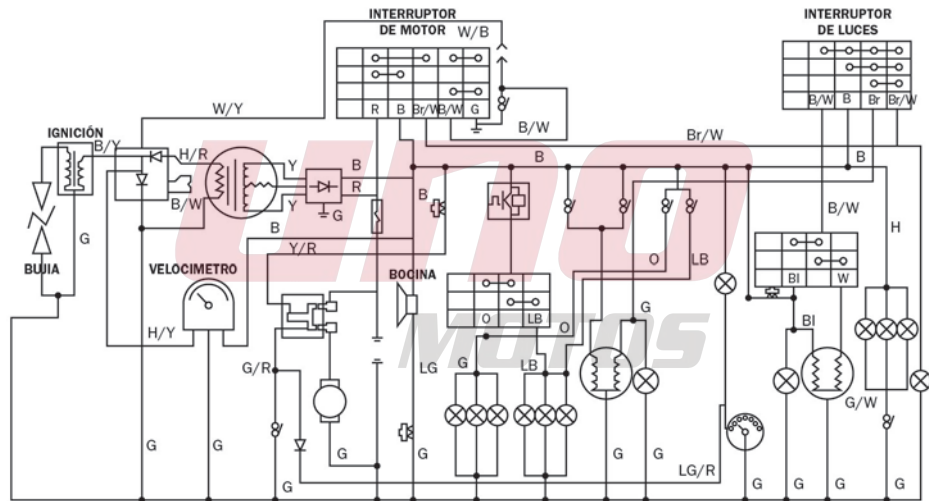 INTERRUPTOR
DE MOTOR
W/B
INTERRUPTOR
DE LUCES
R B Br/W B/W G
B/W B Br Br/W
W/Y
B/W
Br/W
IGNICIÓN
B/Y
H/R
Y
B
B
B
R
B/W
Y
G
B
B/W
G
B
Y/R
O
LB
H
BUJIA
VELOCIMETRO
BOCINA
BI W
uno
MOTOS
O LB
O
G
H/Y
BI
G/R
LG
G
LB
G/W
G
G
G
G
G
G
G
LG/R
G
G
G
G